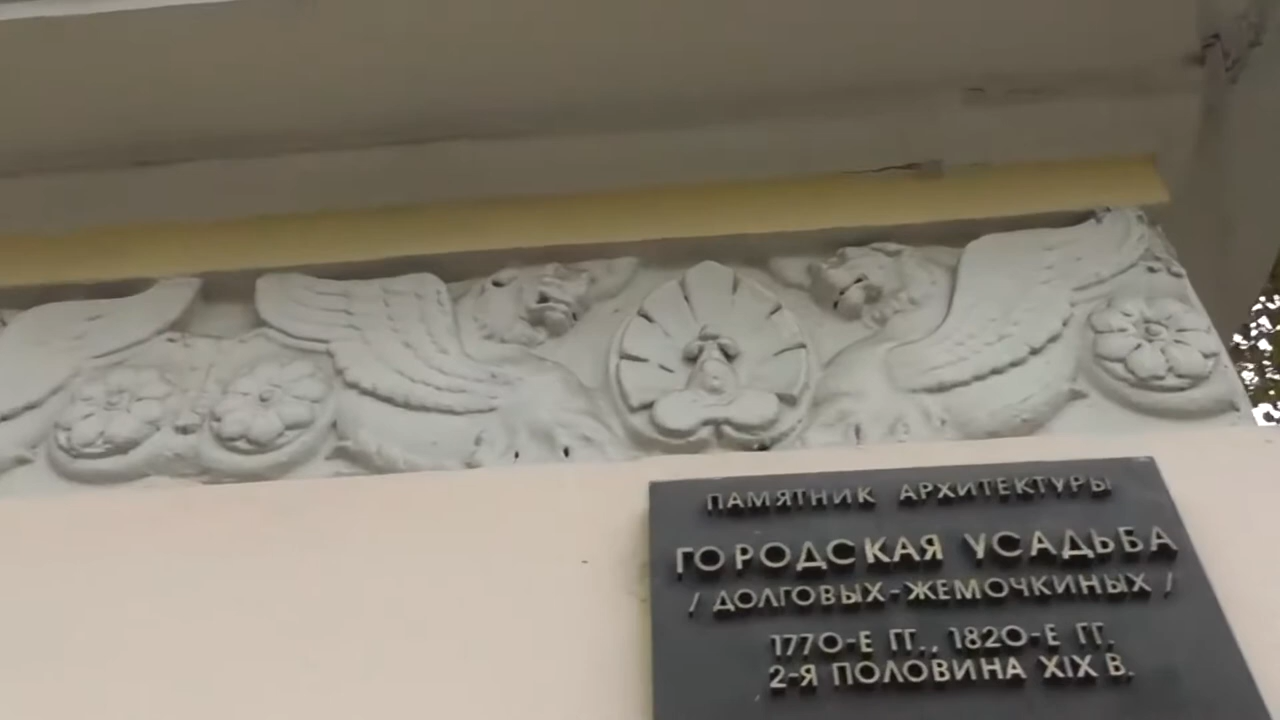 ПАМЯТНИК АРХИТЕКТУРЫ
ГОРОДСКАЯ УСАДЬБА
/ ДОЛГОВЫХ-ЖЕМОЧКИНЫХ /
1770-Е ГГ., 1820-Е ГГ.
2-Я ПОЛОВИНА XIX В.